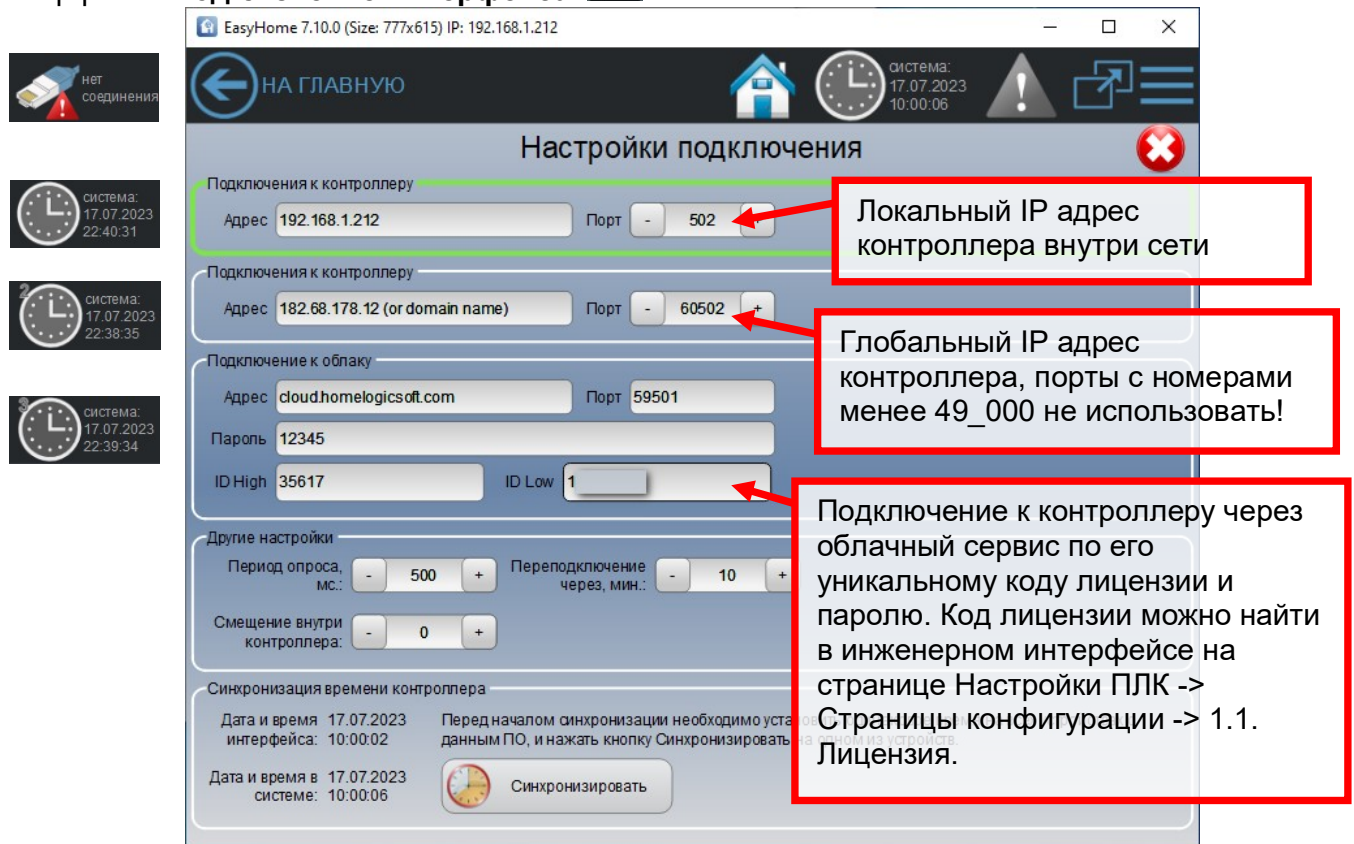 EasyHome 7.10.0 (Size: 777x615) IP: 192.168.1.212
нет
соединения
НА ГЛАВНУЮ
система:
17.07.2023
10:00:06
Настройки подключения
система:
17.07.2023
22:40:31
2
система:
17.07.2023
22:38:35
3
система:
17.07.2023
22:39:34
Подключения к контроллеру
Адрес 192.168.1.212 Порт - 502 +
Локальный IP адрес
контроллера внутри сети
Подключения к контроллеру
Адрес 182.68.178.12 (or domain name) Порт - 60502 +
Глобальный IP адрес
контроллера, порты с номерами
менее 49_000 не использовать!
Подключение к облаку
Адрес cloud.homelogicsoft.com Порт 59501
Пароль 12345
ID High 35617 ID Low 1
Подключение к контроллеру через
облачный сервис по его
уникальному коду лицензии и
паролю. Код лицензии можно найти
в инженерном интерфейсе на
странице Настройки ПЛК ->
Страницы конфигурации -> 1.1.
Лицензия.
Другие настройки
Период опроса,
мс.: - 500 +
Переподключение
через, мин.: - 10 +
Смещение внутри
контроллера: - 0 +
Синхронизация времени контроллера
Дата и время
интерфейса:
17.07.2023
10:00:02
Перед началом синхронизации необходимо
данным ПО, и нажать кнопку Синхронизировать на одном из устройств.
Дата и время в
системе:
17.07.2023
10:00:06
Синхронизировать